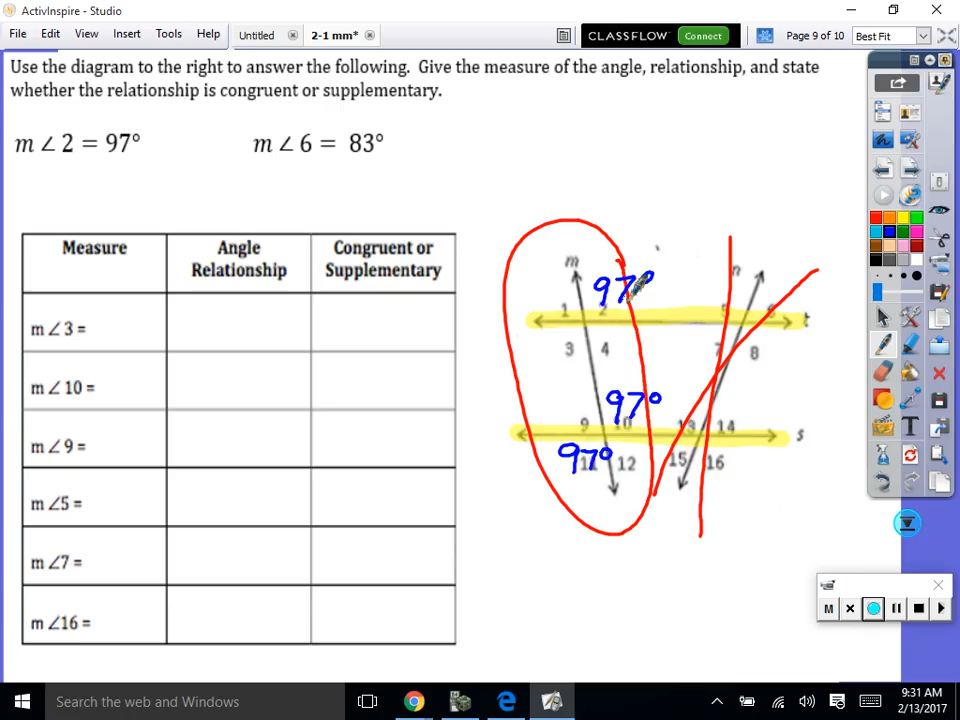 ActivInspire - Studio
File Edit View Insert Tools Help Untitled 2-1 mm* CLASSFLOW Connect Page 9 of 10 Best Fit
Use the diagram to the right to answer the following. Give the measure of the angle, relationship, and state
whether the relationship is congruent or supplementary.
m ∠ 2 = 97° m ∠ 6 = 83°
Measure Angle Relationship Congruent or Supplementary
m ∠ 3 =
m ∠ 10 =
m ∠ 9 =
m ∠5 =
m ∠7 =
m ∠16 =
m n
97°
1 2 5 6 t
3 4 7 8
97°
9 10 13 14 s
97°
11 12 15 16
M
Search the web and Windows
9:31 AM
2/13/2017